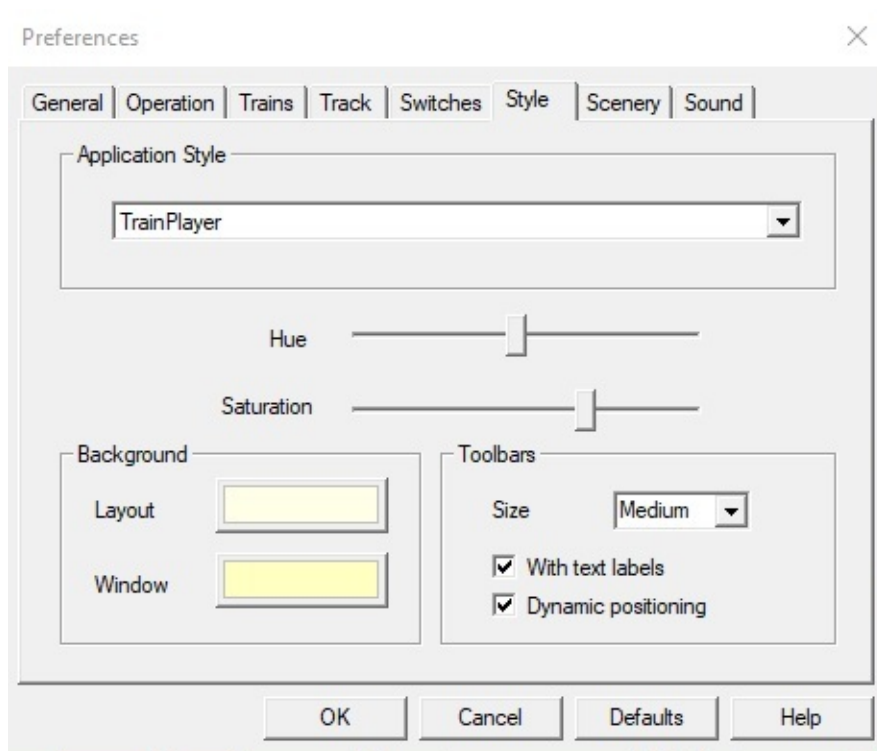 Preferences
General Operation Trains Track Switches Style Scenery Sound
Application Style
TrainPlayer
Hue
Saturation
Background
Layout
Window
Toolbars
Size Medium
With text labels
Dynamic positioning
OK Cancel Defaults Help